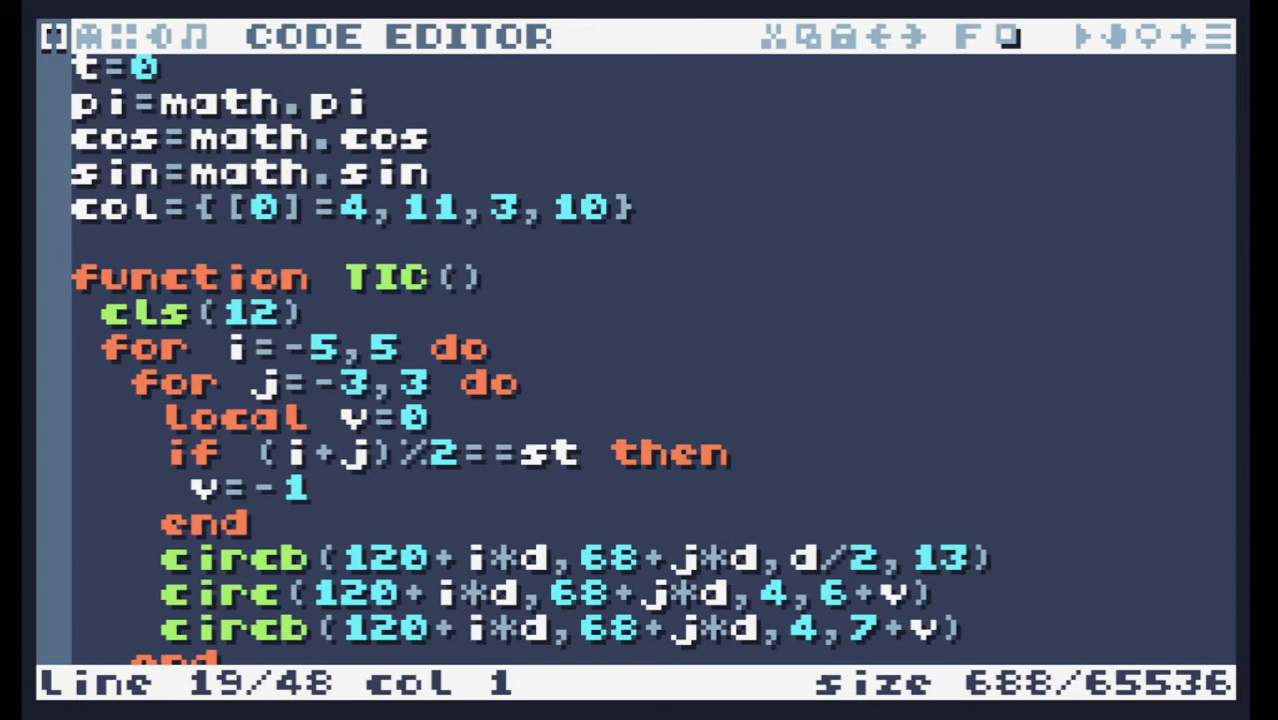 CODE EDITOR F
t=0
pi=math.pi
cos=math.cos
sin=math.sin
col={[0]=4,11,3,10}
function TIC()
cls(12)
for i=-5,5 do
for j=-3,3 do
local v=0
if (i+j)%2==st then
v=-1
end
circb(120+i*d,68+j*d,d/2,13)
circ(120+i*d,68+j*d,4,6+v)
circb(120+i*d,68+j*d,4,7+v)
end
line 19/48 col 1 size 688/65536